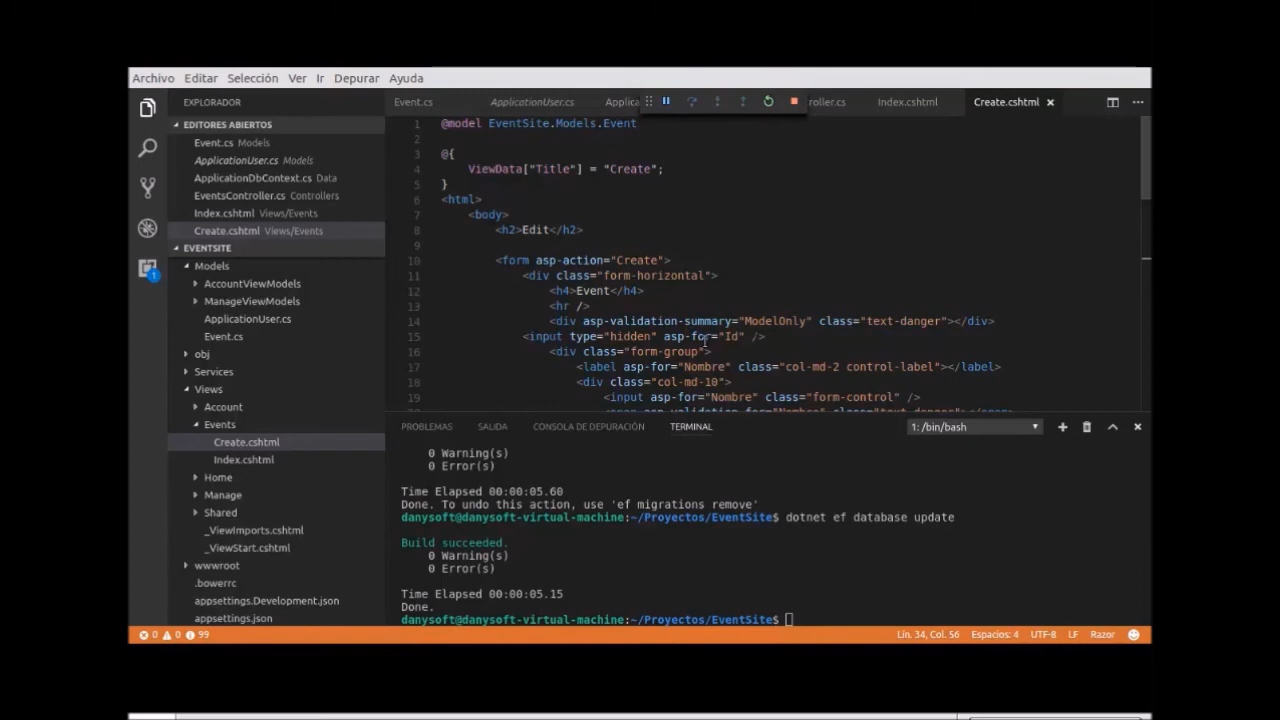 Archivo Editar Selección Ver Ir Depurar Ayuda
EXPLORADOR
EDITORES ABIERTOS
Event.cs Models
ApplicationUser.cs Models
ApplicationDbContext.cs Data
EventsController.cs Controllers
Index.cshtml Views/Events
Create.cshtml Views/Events
EVENTSITE
Models
AccountViewModels
ManageViewModels
ApplicationUser.cs
Event.cs
obj
Services
Views
Account
Events
Create.cshtml
Index.cshtml
Home
Manage
Shared
_ViewImports.cshtml
_ViewStart.cshtml
wwwroot
.bowerrc
appsettings.Development.json
appsettings.json
1
Event.cs ApplicationUser.cs Applica roller.cs Index.cshtml Create.cshtml
1 @model EventSite.Models.Event
2
3 @{
4 ViewData["Title"] = "Create";
5 }
6 <html>
7 <body>
8 <h2>Edit</h2>
9
10 <form asp-action="Create">
11 <div class="form-horizontal">
12 <h4>Event</h4>
13 <hr />
14 <div asp-validation-summary="ModelOnly" class="text-danger"></div>
15 <input type="hidden" asp-for="Id" />
16 <div class="form-group">
17 <label asp-for="Nombre" class="col-md-2 control-label"></label>
18 <div class="col-md-10">
19 <input asp-for="Nombre" class="form-control" />
PROBLEMAS SALIDA CONSOLA DE DEPURACIÓN TERMINAL 1: /bin/bash
0 Warning(s)
0 Error(s)
Time Elapsed 00:00:05.60
Done. To undo this action, use 'ef migrations remove'
danysoft@danysoft-virtual-machine:~/Proyectos/EventSite$ dotnet ef database update
Build succeeded.
0 Warning(s)
0 Error(s)
Time Elapsed 00:00:05.15
Done.
danysoft@danysoft-virtual-machine:~/Proyectos/EventSite$
0 0 99 Lín. 34, Col. 56 Espacios: 4 UTF-8 LF Razor